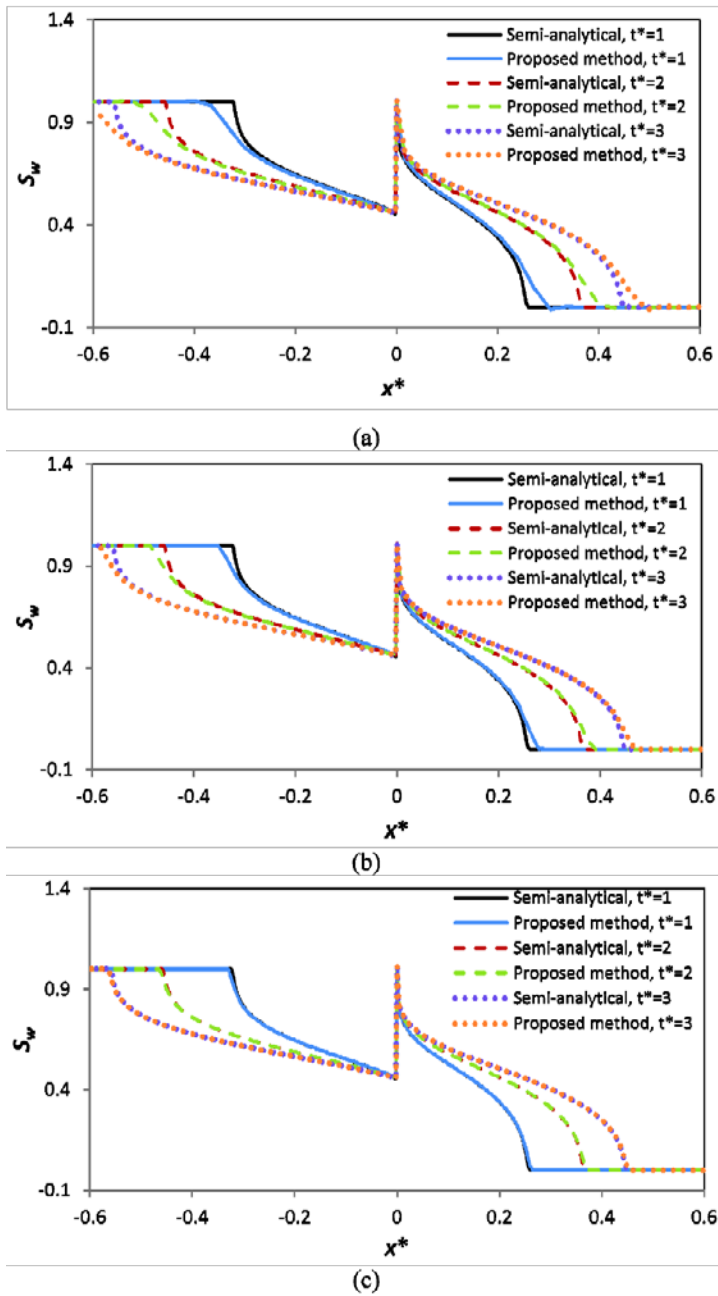 1.4
0.9
0.4
-0.1
Sw
Semi-analytical, t*=1
Proposed method, t*=1
Semi-analytical, t*=2
Proposed method, t*=2
Semi-analytical, t*=3
Proposed method, t*=3
-0.6 -0.4 -0.2 0 0.2 0.4 0.6
x*
(a)
1.4
0.9
0.4
-0.1
Sw
Semi-analytical, t*=1
Proposed method, t*=1
Semi-analytical, t*=2
Proposed method, t*=2
Semi-analytical, t*=3
Proposed method, t*=3
-0.6 -0.4 -0.2 0 0.2 0.4 0.6
x*
(b)
1.4
0.9
0.4
-0.1
Sw
Semi-analytical, t*=1
Proposed method, t*=1
Semi-analytical, t*=2
Proposed method, t*=2
Semi-analytical, t*=3
Proposed method, t*=3
-0.6 -0.4 -0.2 0 0.2 0.4 0.6
x*
(c)